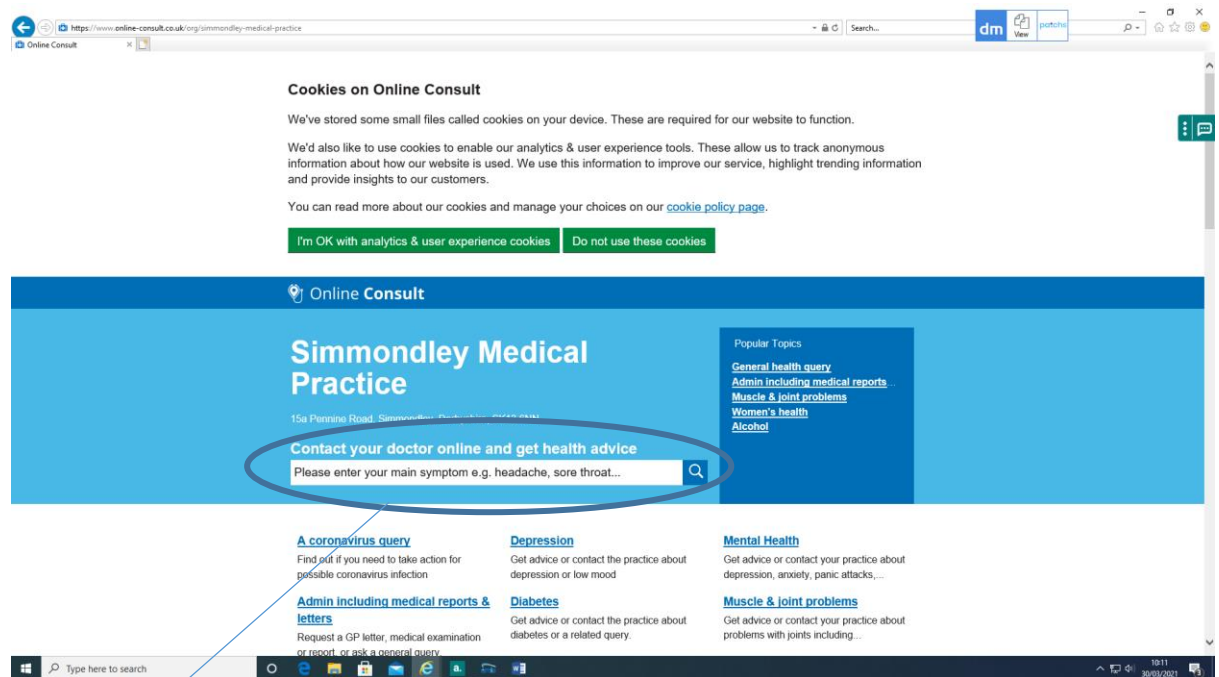 https://www.online-consult.co.uk/org/simmondley-medical-practice
Search...
dm
View
patchs
Online Consult
Cookies on Online Consult
We've stored some small files called cookies on your device. These are required for our website to function.
We'd also like to use cookies to enable our analytics & user experience tools. These allow us to track anonymous
information about how our website is used. We use this information to improve our service, highlight trending information
and provide insights to our customers.
You can read more about our cookies and manage your choices on our cookie policy page.
I'm OK with analytics & user experience cookies
Do not use these cookies
Online Consult
Simmondley Medical
Practice
15a Pennine Road, Simmondley,
Contact your doctor online and get health advice
Please enter your main symptom e.g. headache, sore throat...
Popular Topics
General health query
Admin including medical reports...
Muscle & joint problems
Women's health
Alcohol
A coronavirus query
Find out if you need to take action for
possible coronavirus infection
Depression
Get advice or contact the practice about
depression or low mood
Mental Health
Get advice or contact your practice about
depression, anxiety, panic attacks,...
Admin including medical reports &
letters
Request a GP letter, medical examination
or report, or ask a general query.
Diabetes
Get advice or contact the practice about
diabetes or a related query.
Muscle & joint problems
Get advice or contact your practice about
problems with joints including...
Type here to search
a.
10:11
30/03/2021